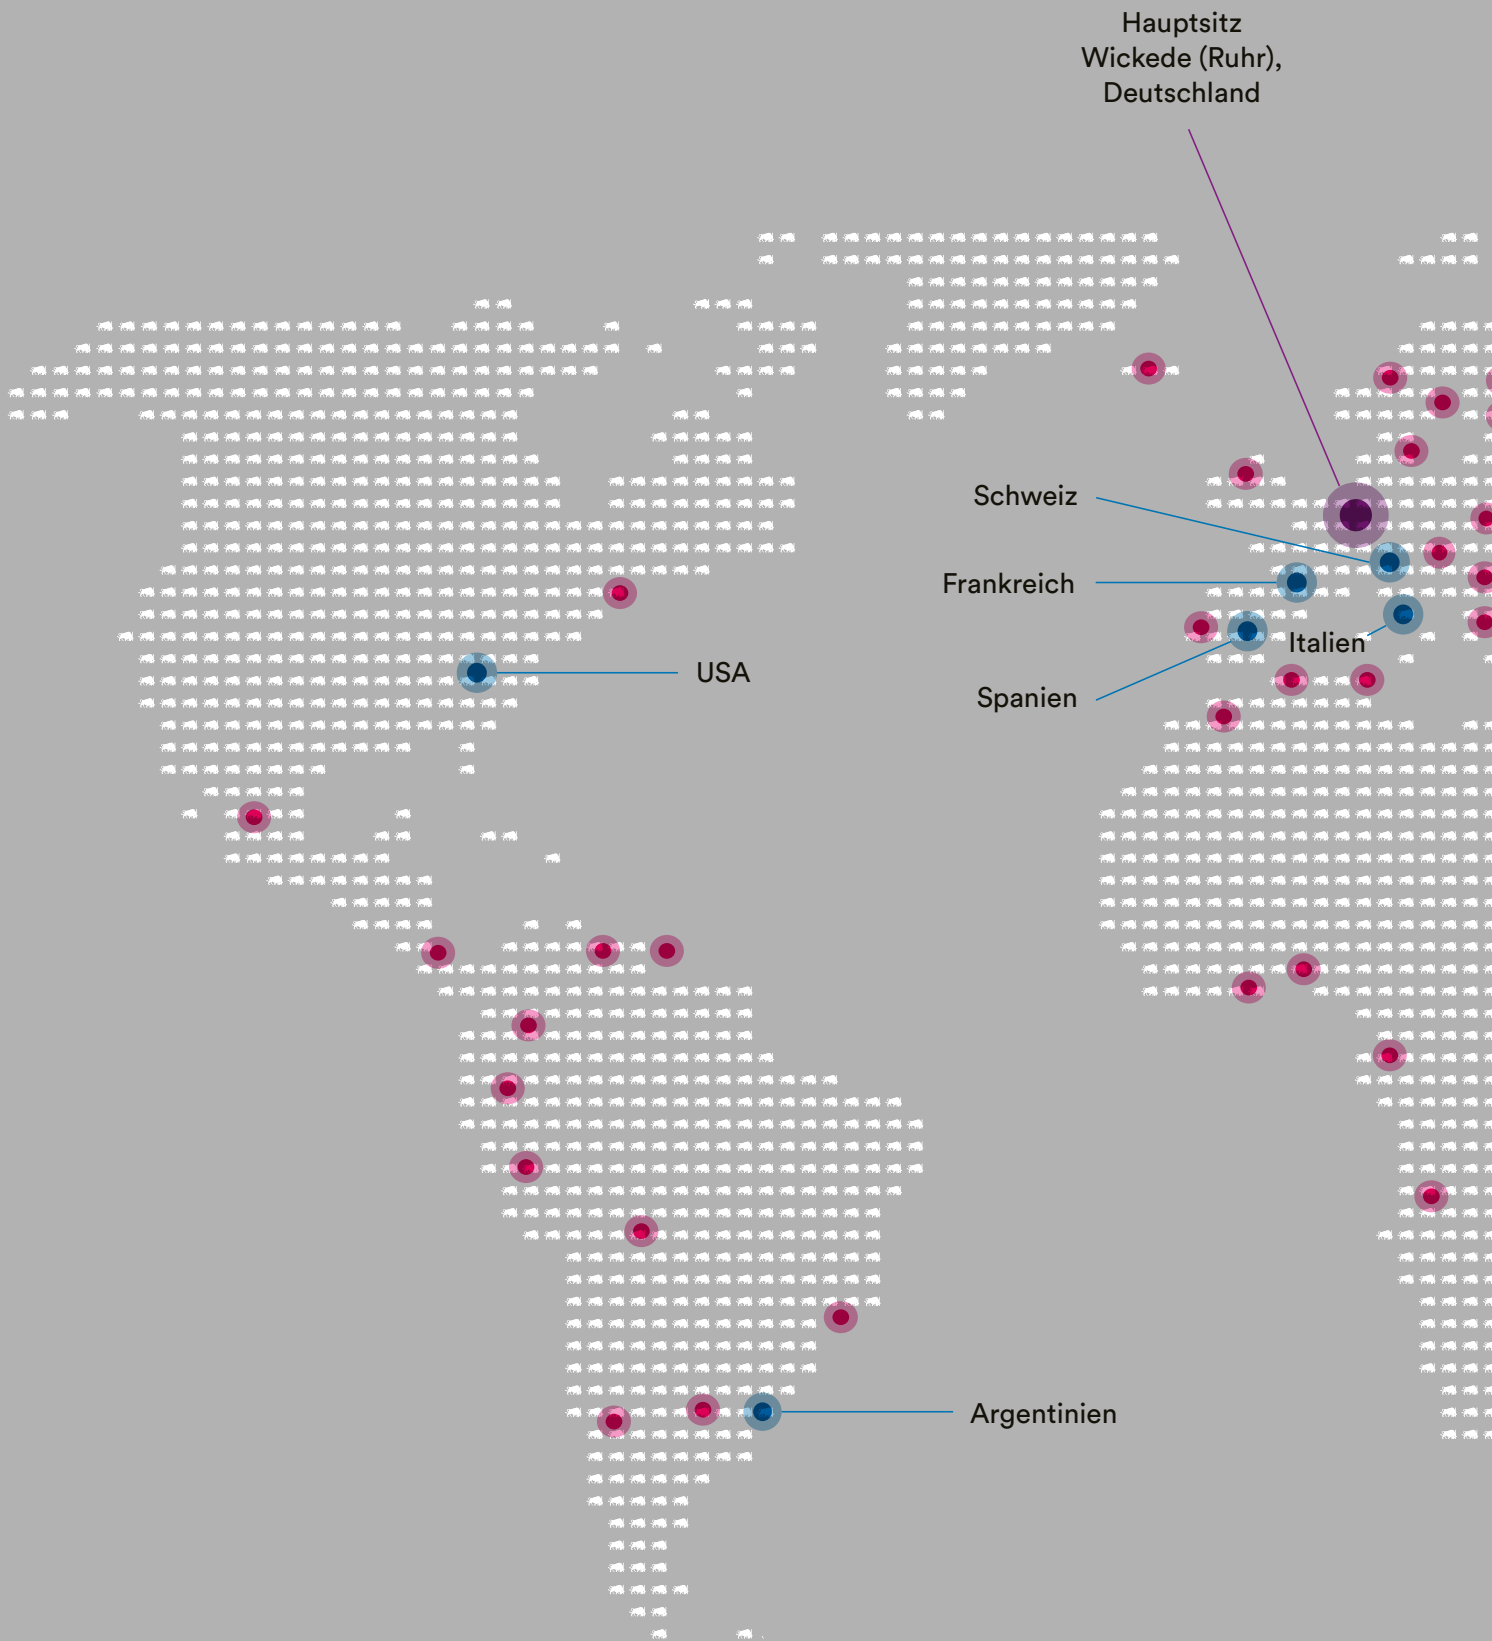 Hauptsitz
Wickede (Ruhr),
Deutschland
Schweiz
Frankreich
Italien
USA
Spanien
Argentinien